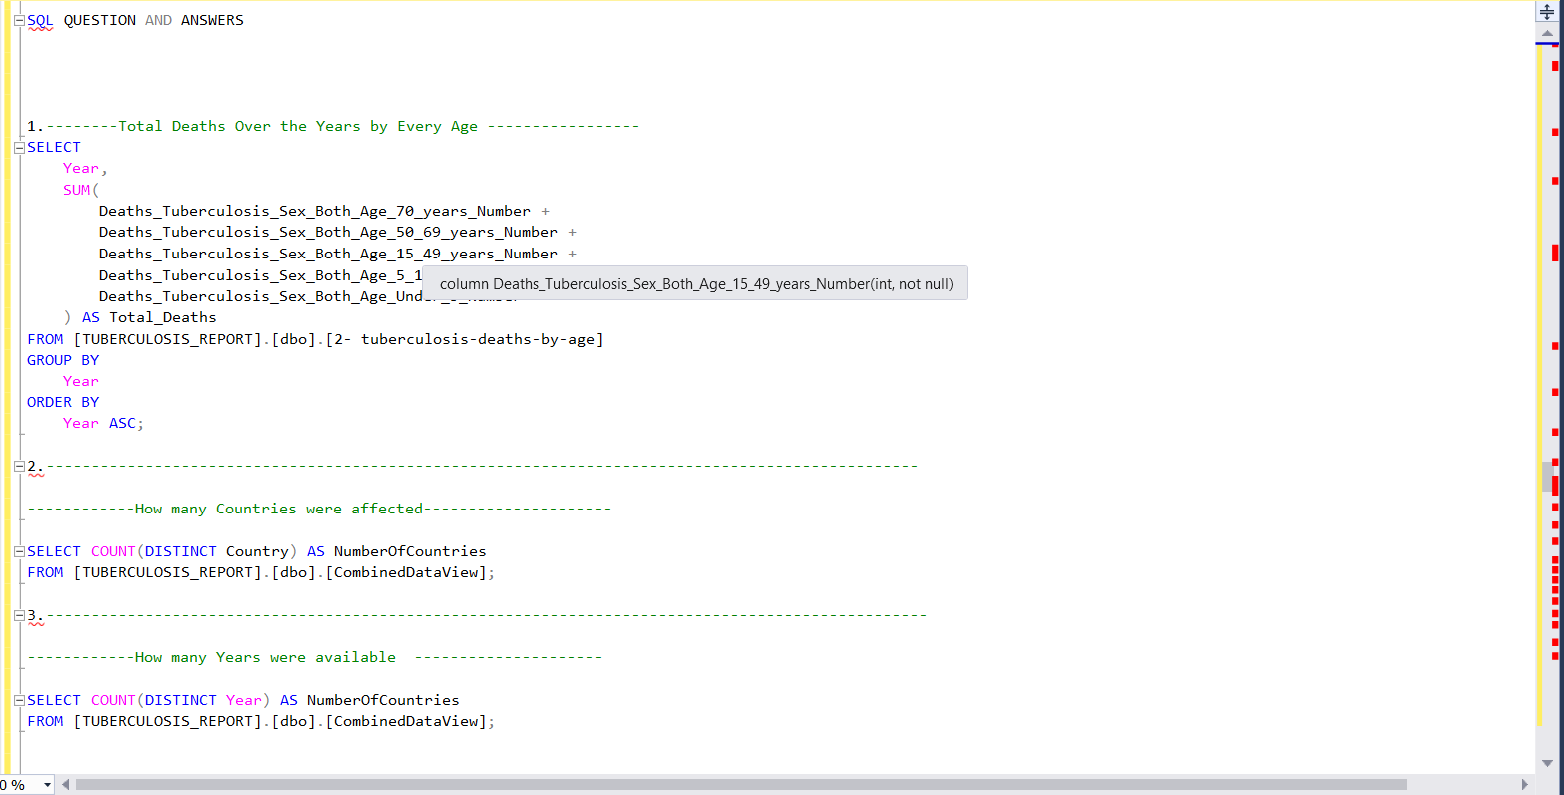 SQL QUESTION AND ANSWERS
1.--------Total Deaths Over the Years by Every Age -----------------
SELECT
Year,
SUM(
Deaths_Tuberculosis_Sex_Both_Age_70_years_Number +
Deaths_Tuberculosis_Sex_Both_Age_50_69_years_Number +
Deaths_Tuberculosis_Sex_Both_Age_15_49_years_Number +
Deaths_Tuberculosis_Sex_Both_Age_5_1
column Deaths_Tuberculosis_Sex_Both_Age_15_49_years_Number(int, not null)
Deaths_Tuberculosis_Sex_Both_Age_Under_5_Number
) AS Total_Deaths
FROM [TUBERCULOSIS_REPORT].[dbo].[2- tuberculosis-deaths-by-age]
GROUP BY
Year
ORDER BY
Year ASC;
2.-------------------------------------------------------------------------------------------------
------------How many Countries were affected---------------------
SELECT COUNT(DISTINCT Country) AS NumberOfCountries
FROM [TUBERCULOSIS_REPORT].[dbo].[CombinedDataView];
3.--------------------------------------------------------------------------------------------------
------------How many Years were available  ---------------------
SELECT COUNT(DISTINCT Year) AS NumberOfCountries
FROM [TUBERCULOSIS_REPORT].[dbo].[CombinedDataView];
0 %